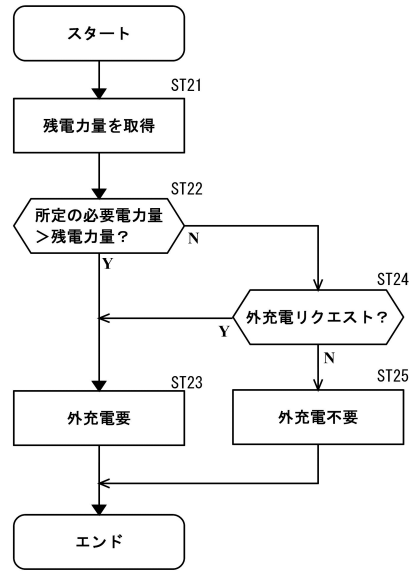 スタート
ST21
残電力量を取得
ST22
所定の必要電力量
＞残電力量？
N
Y
ST24
外充電リクエスト？
Y
N
ST23
外充電要
ST25
外充電不要
エンド